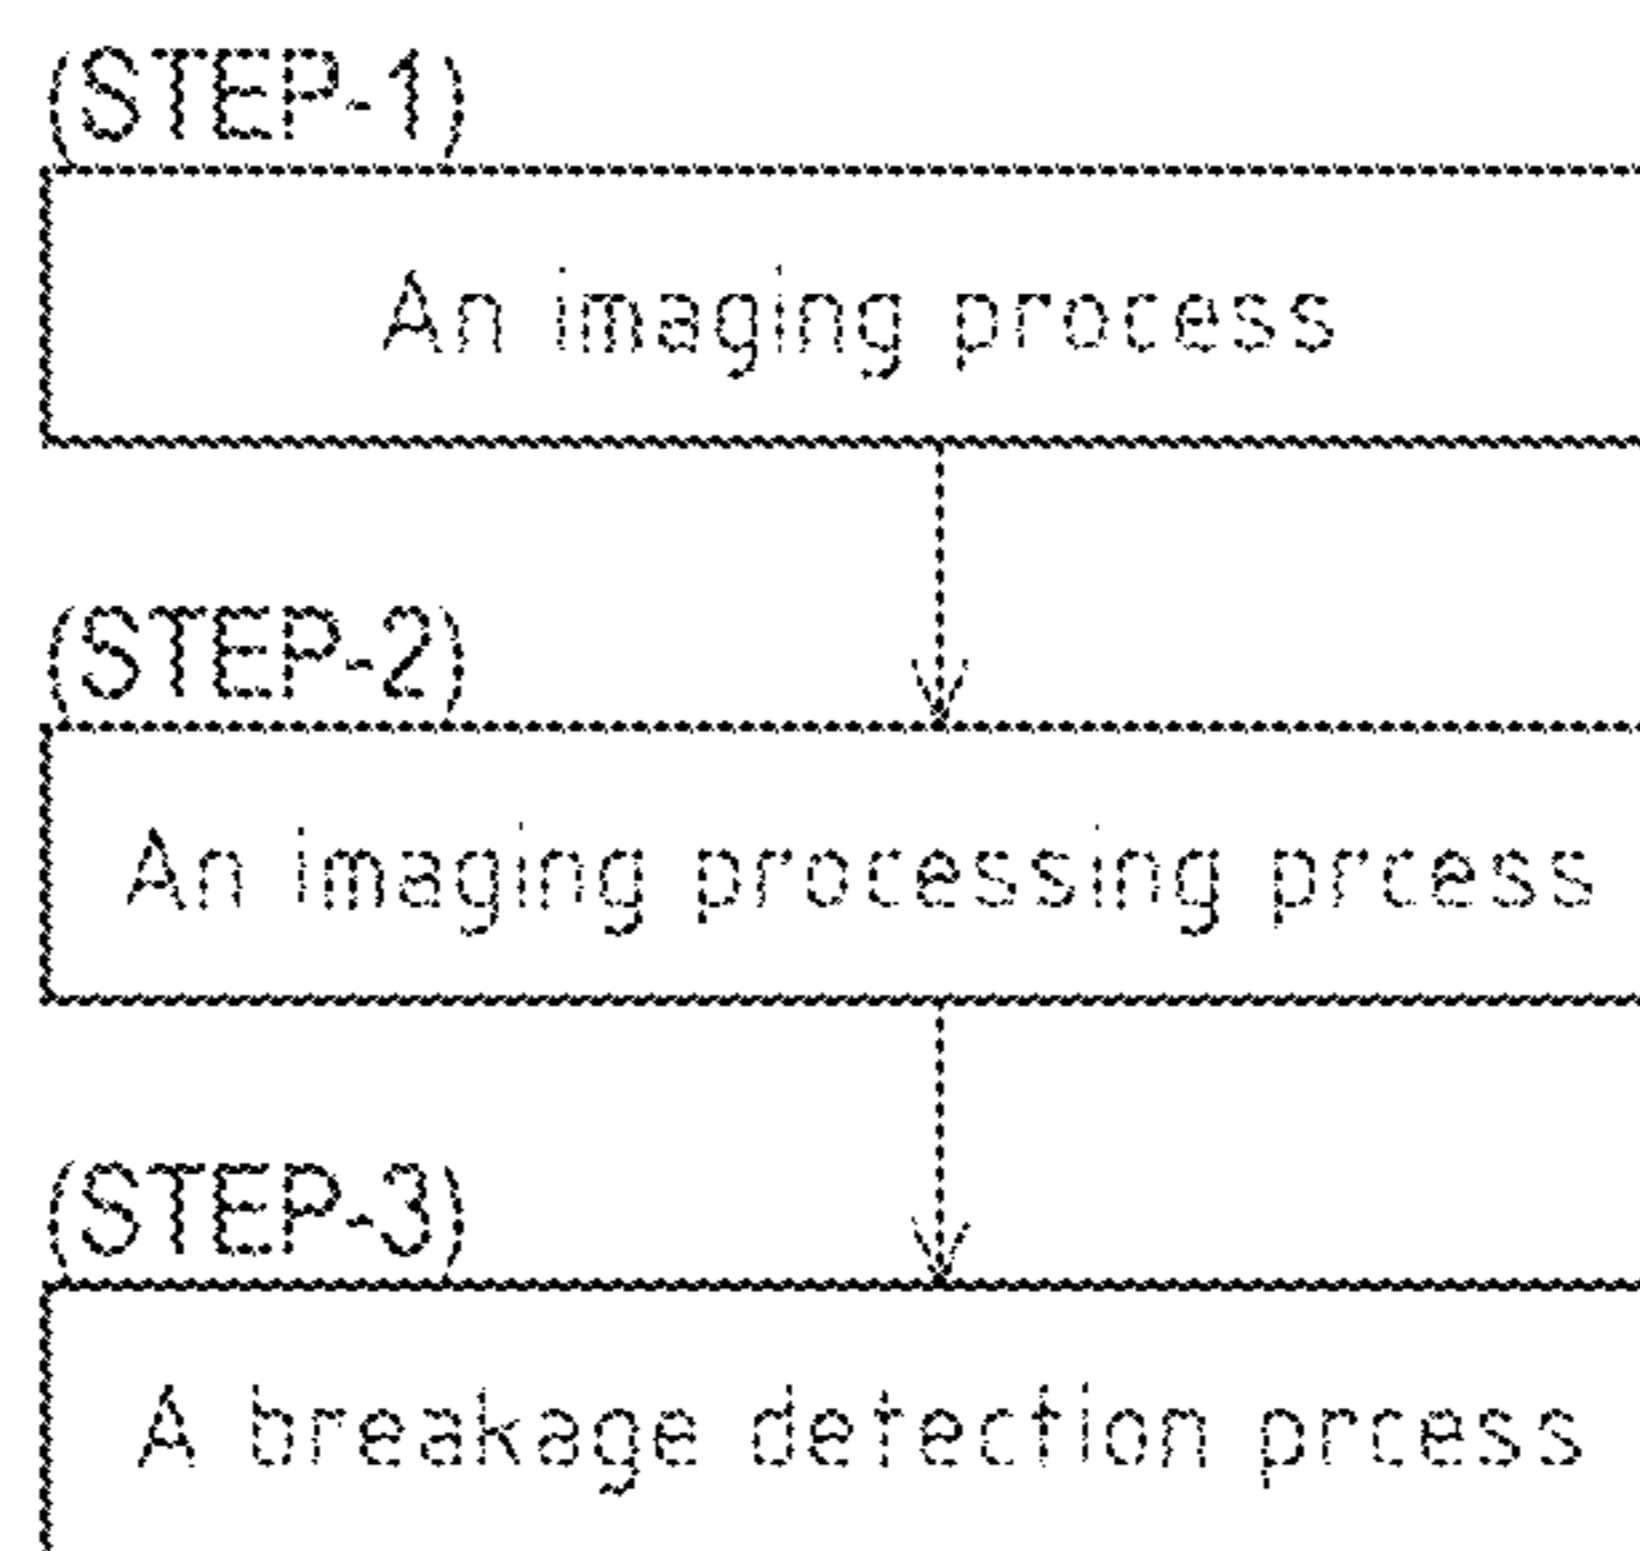 (STEP-1)
An imaging process
(STEP-2)
An imaging processing prcess
(STEP-3)
A breakage detection prcess